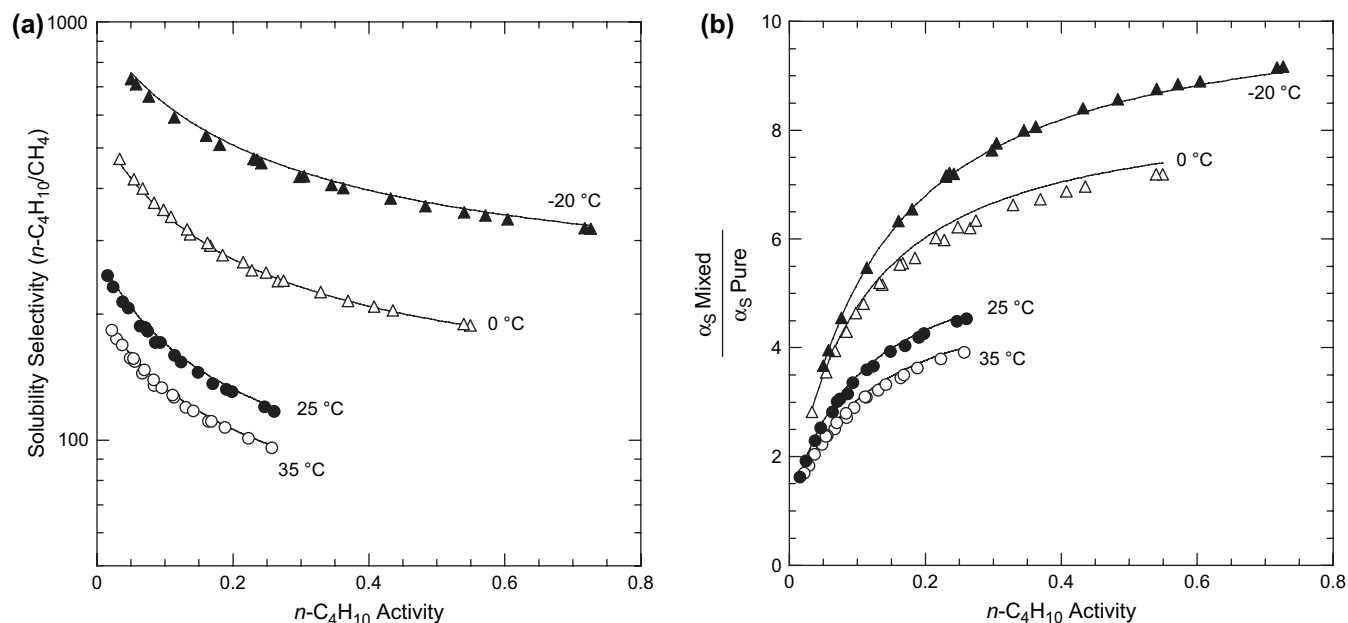 (a)
1000
100
Solubility Selectivity (n-C4H10/CH4)
-20 °C
0 °C
25 °C
35 °C
0 0.2 0.4 0.6 0.8
n-C4H10 Activity
(b)
10
8
6
4
2
0
αS Mixed
αS Pure
-20 °C
0 °C
25 °C
35 °C
0 0.2 0.4 0.6 0.8
n-C4H10 Activity